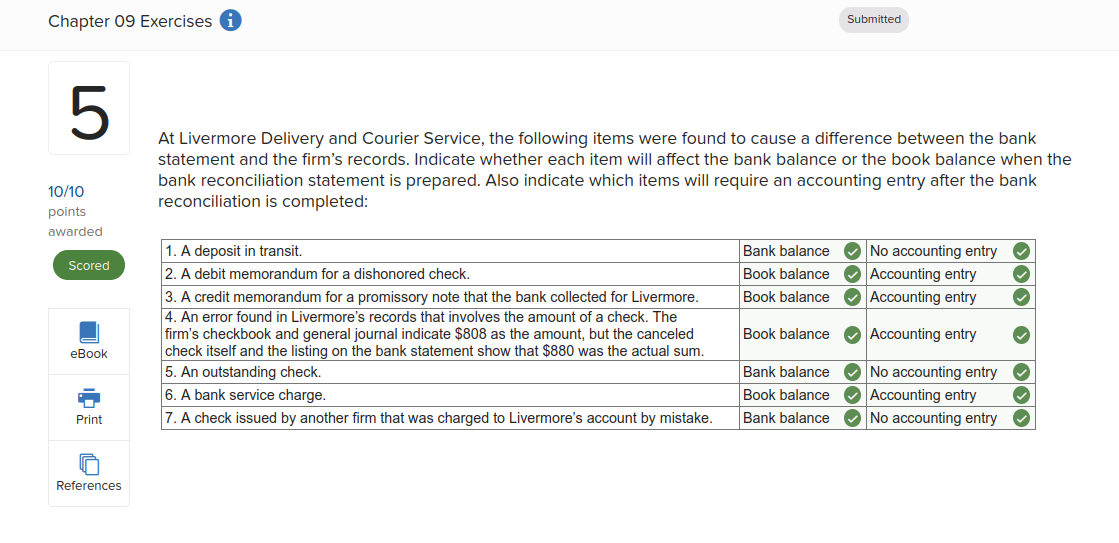 Chapter 09 Exercises i
Submitted
5
10/10
points
awarded
Scored
eBook
Print
References
At Livermore Delivery and Courier Service, the following items were found to cause a difference between the bank
statement and the firm's records. Indicate whether each item will affect the bank balance or the book balance when the
bank reconciliation statement is prepared. Also indicate which items will require an accounting entry after the bank
reconciliation is completed:
1. A deposit in transit. Bank balance No accounting entry
2. A debit memorandum for a dishonored check. Book balance Accounting entry
3. A credit memorandum for a promissory note that the bank collected for Livermore. Book balance Accounting entry
4. An error found in Livermore's records that involves the amount of a check. The
firm's checkbook and general journal indicate $808 as the amount, but the canceled
check itself and the listing on the bank statement show that $880 was the actual sum.
Book balance Accounting entry
5. An outstanding check. Bank balance No accounting entry
6. A bank service charge. Book balance Accounting entry
7. A check issued by another firm that was charged to Livermore's account by mistake. Bank balance No accounting entry